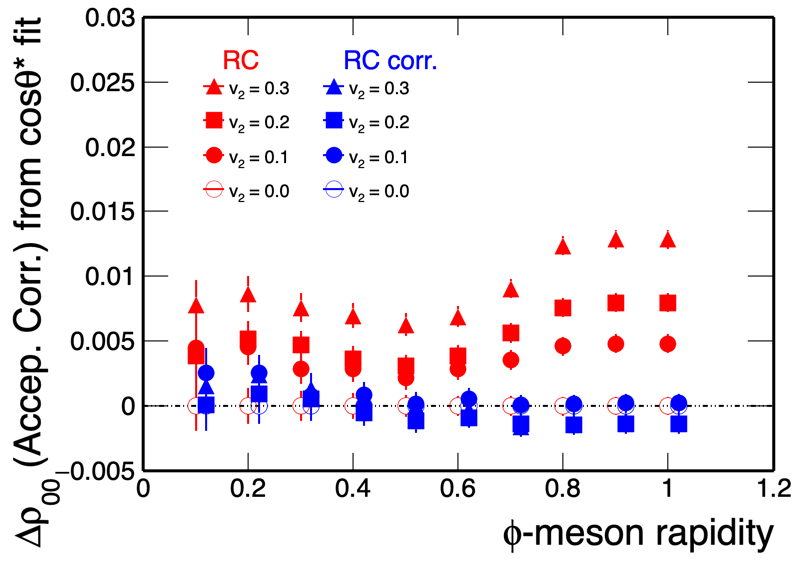 Δρ₀₀ (Accep. Corr.) from cosθ* fit
0.03
0.025
0.02
0.015
0.01
0.005
0
−0.005
RC
v₂ = 0.3
v₂ = 0.2
v₂ = 0.1
v₂ = 0.0
RC corr.
v₂ = 0.3
v₂ = 0.2
v₂ = 0.1
v₂ = 0.0
0 0.2 0.4 0.6 0.8 1 1.2
ϕ-meson rapidity